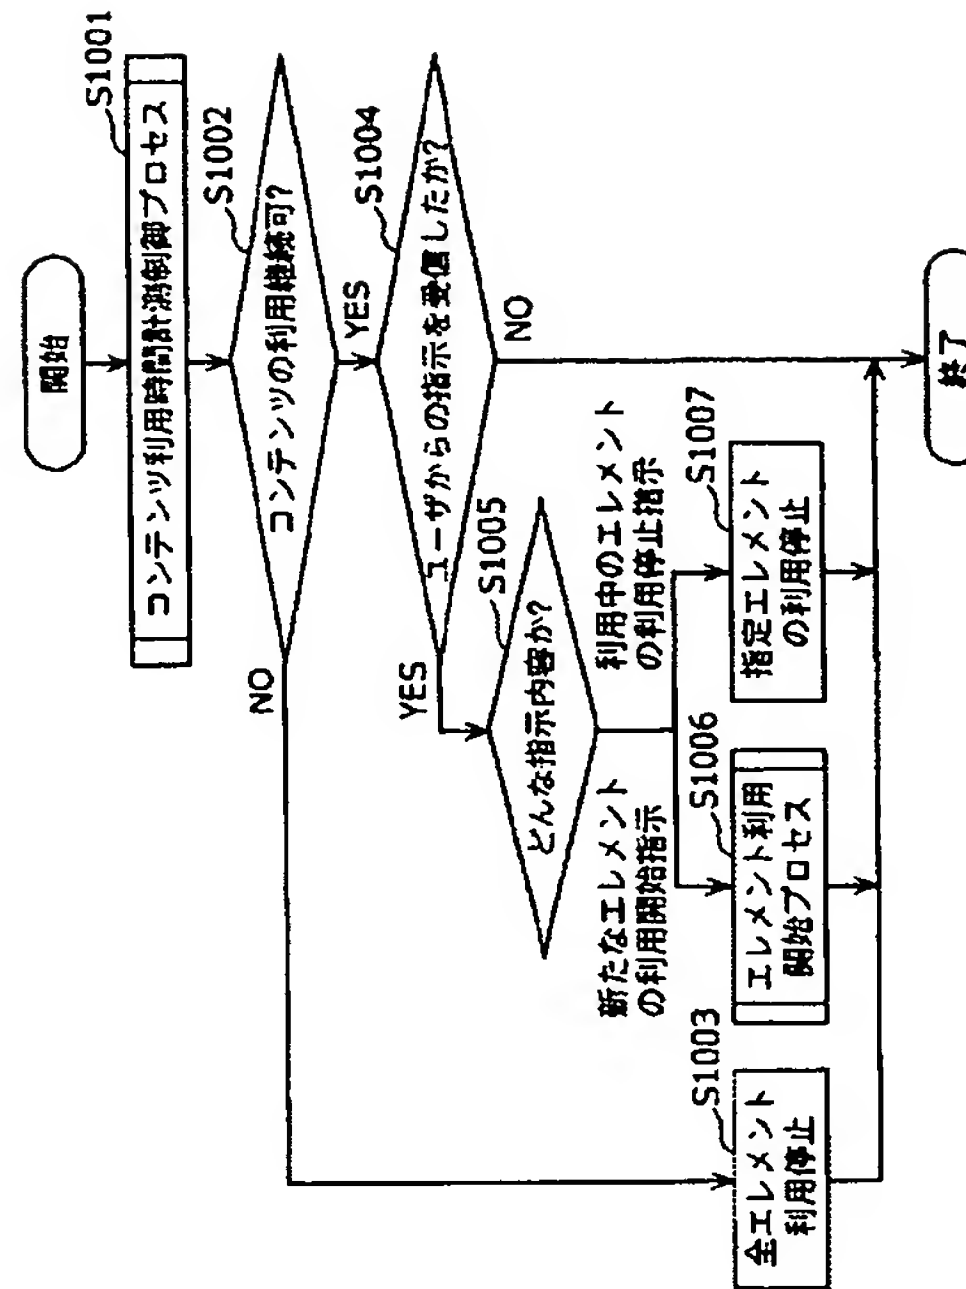 開始
S1001
コンテンツ利用時間計測制御プロセス
S1002
コンテンツの利用継続可?
NO
YES
S1004
ユーザからの指示を受信したか?
YES
NO
S1005
どんな指示内容か?
新たなエレメント
の利用開始指示
利用中のエレメント
の利用停止指示
S1003
全エレメント
利用停止
S1006
エレメント利用
開始プロセス
S1007
指定エレメント
の利用停止
終了